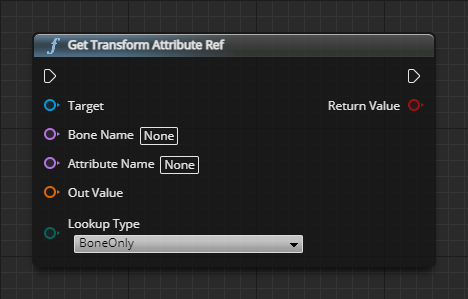 Get Transform Attribute Ref
Target
Return Value
Bone Name None
Attribute Name None
Out Value
Lookup Type
BoneOnly